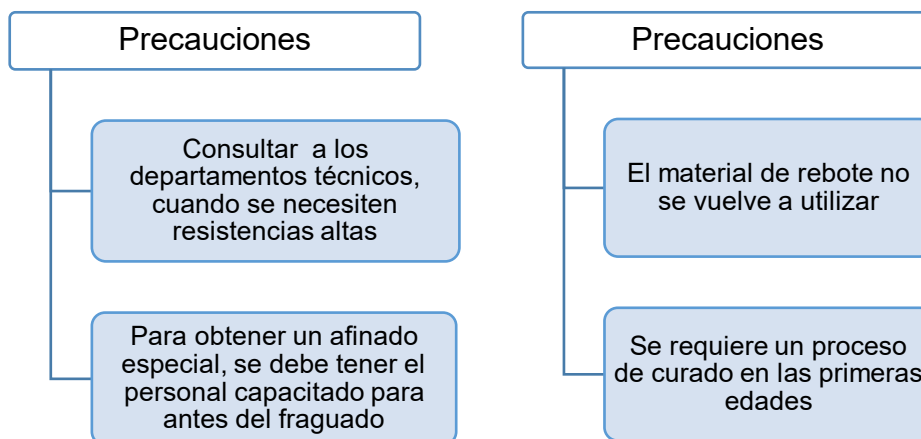 Precauciones
Consultar a los
departamentos técnicos,
cuando se necesiten
resistencias altas
Para obtener un afinado
especial, se debe tener el
personal capacitado para
antes del fraguado
Precauciones
El material de rebote no
se vuelve a utilizar
Se requiere un proceso
de curado en las primeras
edades